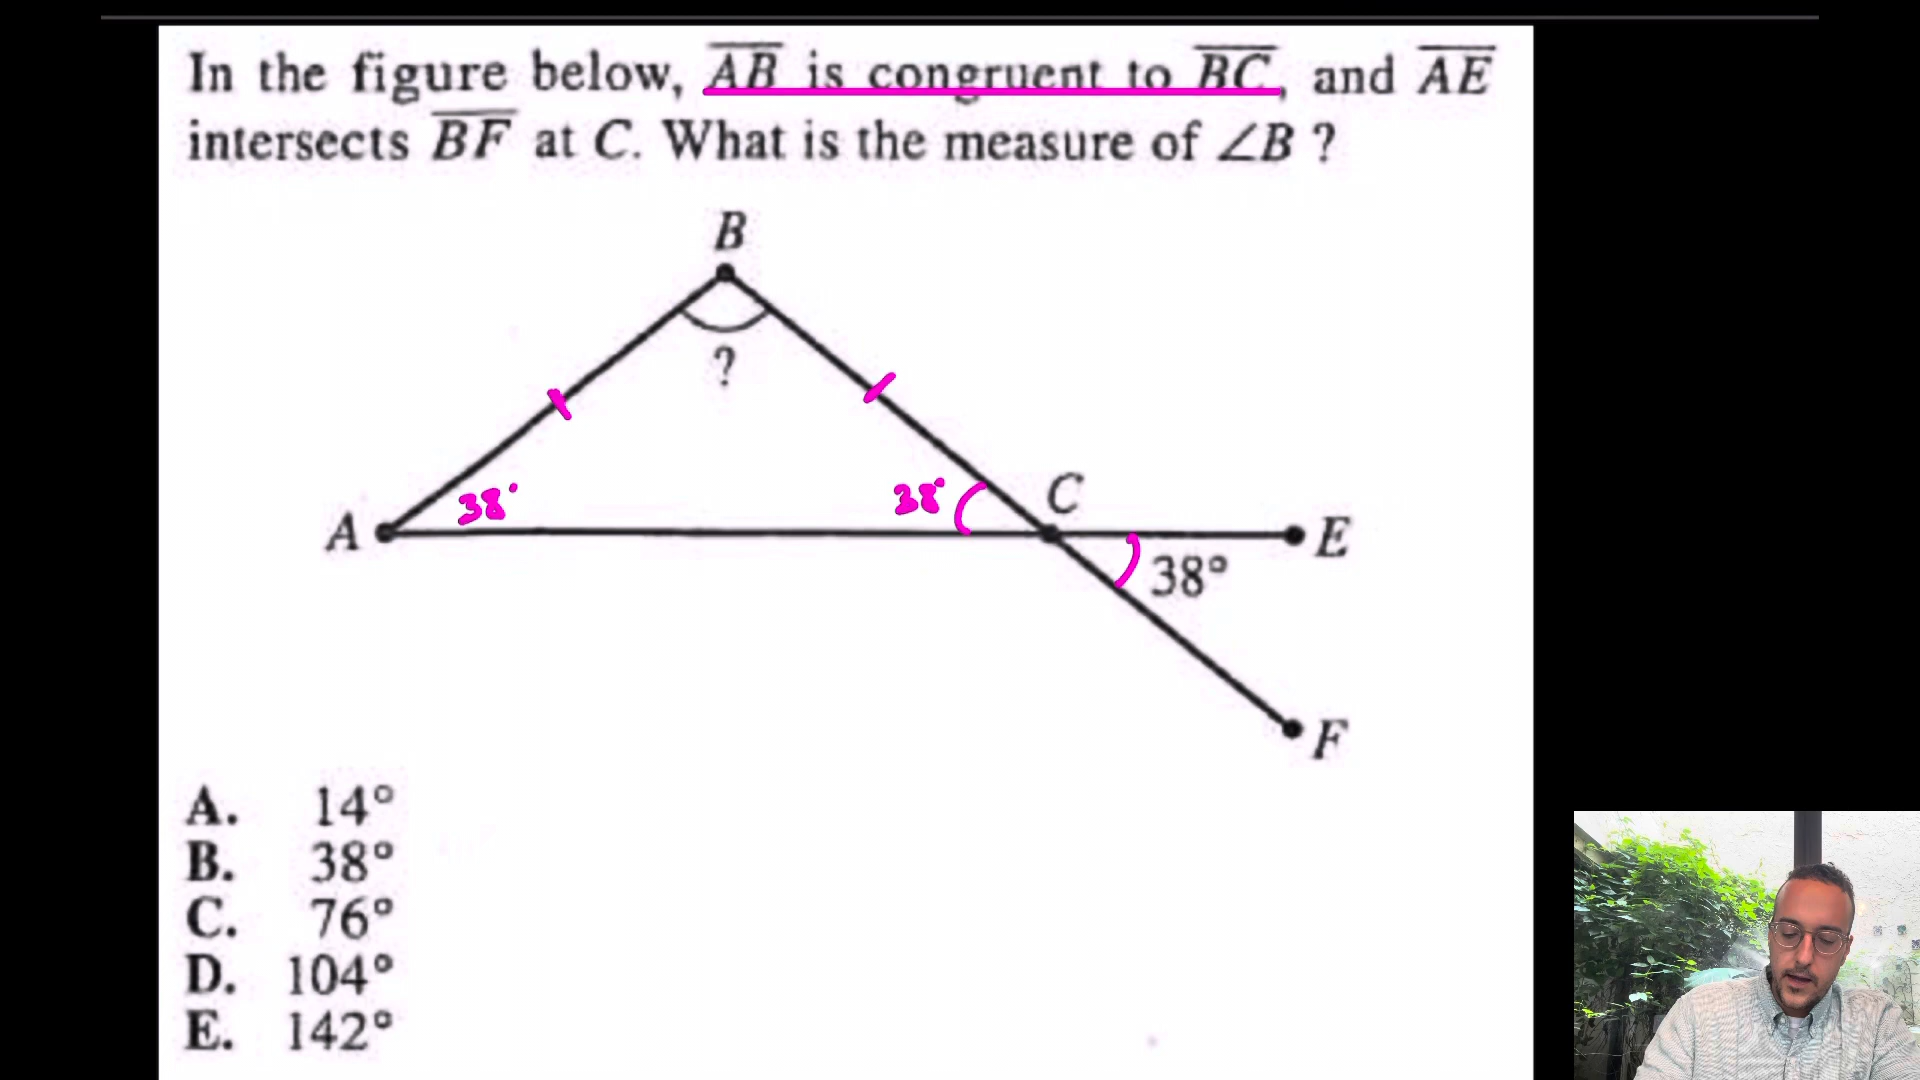 In the figure below, AB is congruent to BC, and AE
intersects BF at C. What is the measure of ∠B ?
B
?
38°
38°
C
A
E
38°
F
A. 14°
B. 38°
C. 76°
D. 104°
E. 142°